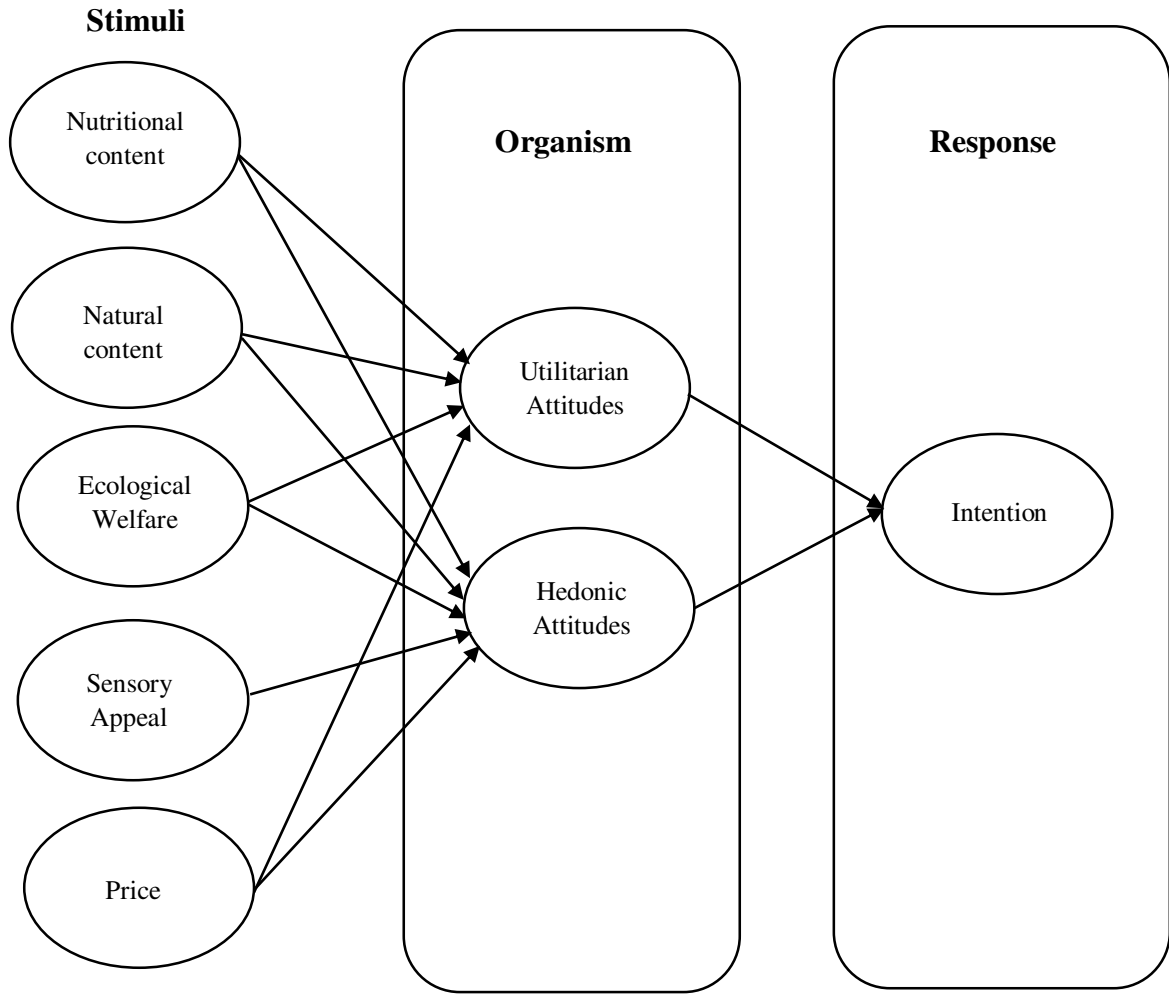 Stimuli
Nutritional
content
Natural
content
Ecological
Welfare
Sensory
Appeal
Price
Organism
Utilitarian
Attitudes
Hedonic
Attitudes
Response
Intention